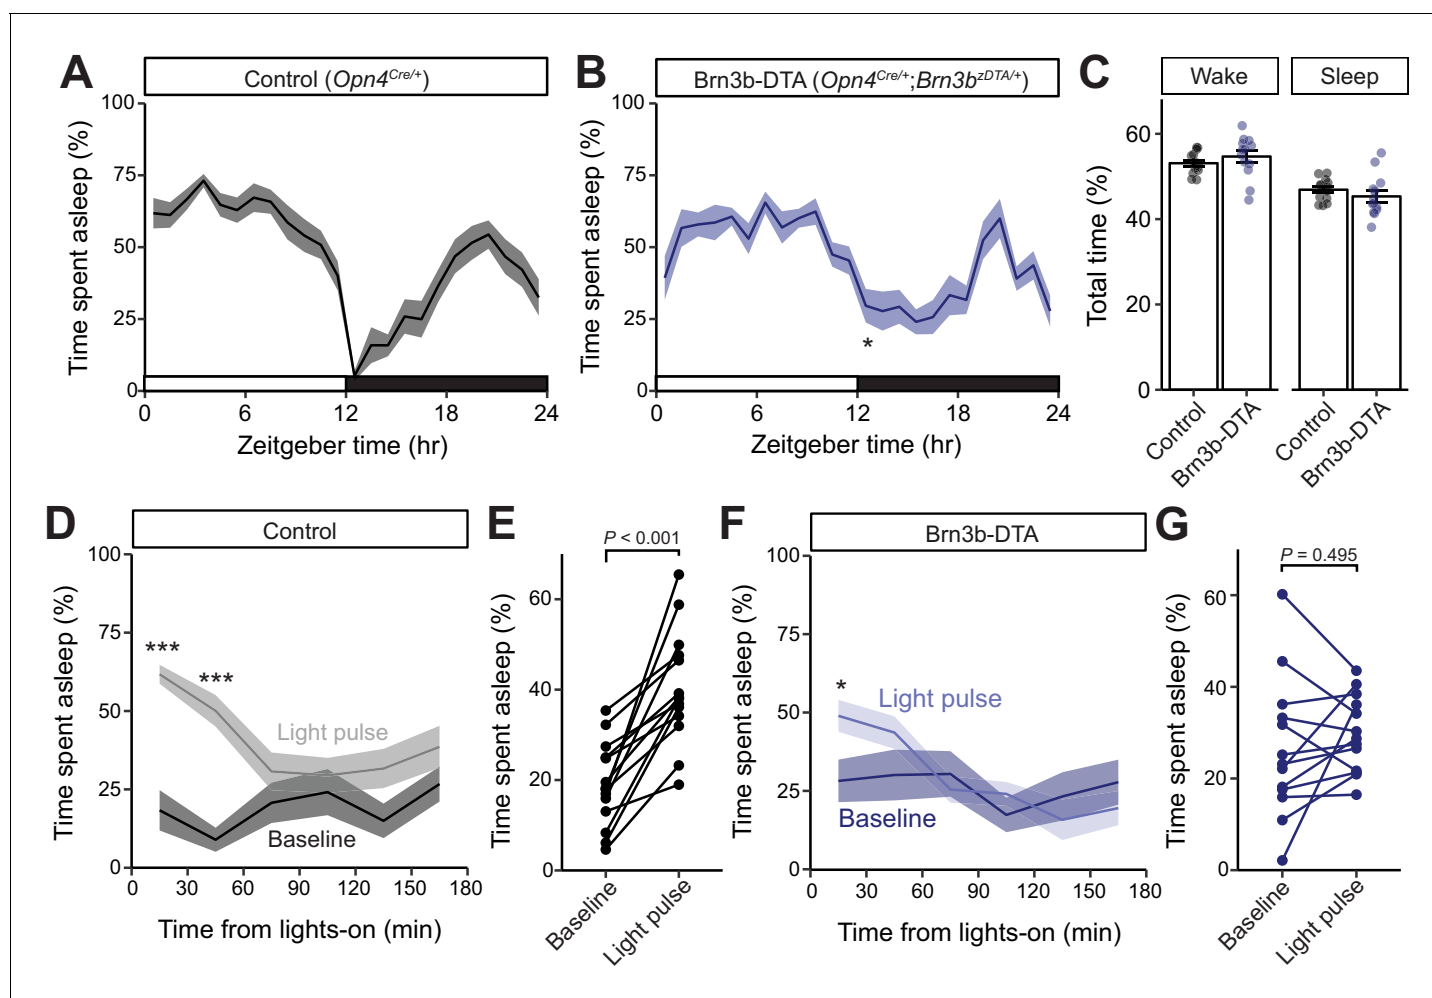 A
Control (Opn4Cre/+)
Time spent asleep (%)
100
75
50
25
0
0 6 12 18 24
Zeitgeber time (hr)
B
Brn3b-DTA (Opn4Cre/+;Brn3bzDTA/+)
Time spent asleep (%)
100
75
50
25
0
*
0 6 12 18 24
Zeitgeber time (hr)
C
Wake Sleep
Total time (%)
60
40
20
0
Control
Brn3b-DTA
Control
Brn3b-DTA
D
Control
Time spent asleep (%)
100
75
50
25
0
***
***
Light pulse
Baseline
0 30 60 90 120 150 180
Time from lights-on (min)
E
P < 0.001
Time spent asleep (%)
60
40
20
0
Baseline
Light pulse
F
Brn3b-DTA
Time spent asleep (%)
100
75
50
25
0
*
Light pulse
Baseline
0 30 60 90 120 150 180
Time from lights-on (min)
G
P = 0.495
Time spent asleep (%)
60
40
20
0
Baseline
Light pulse